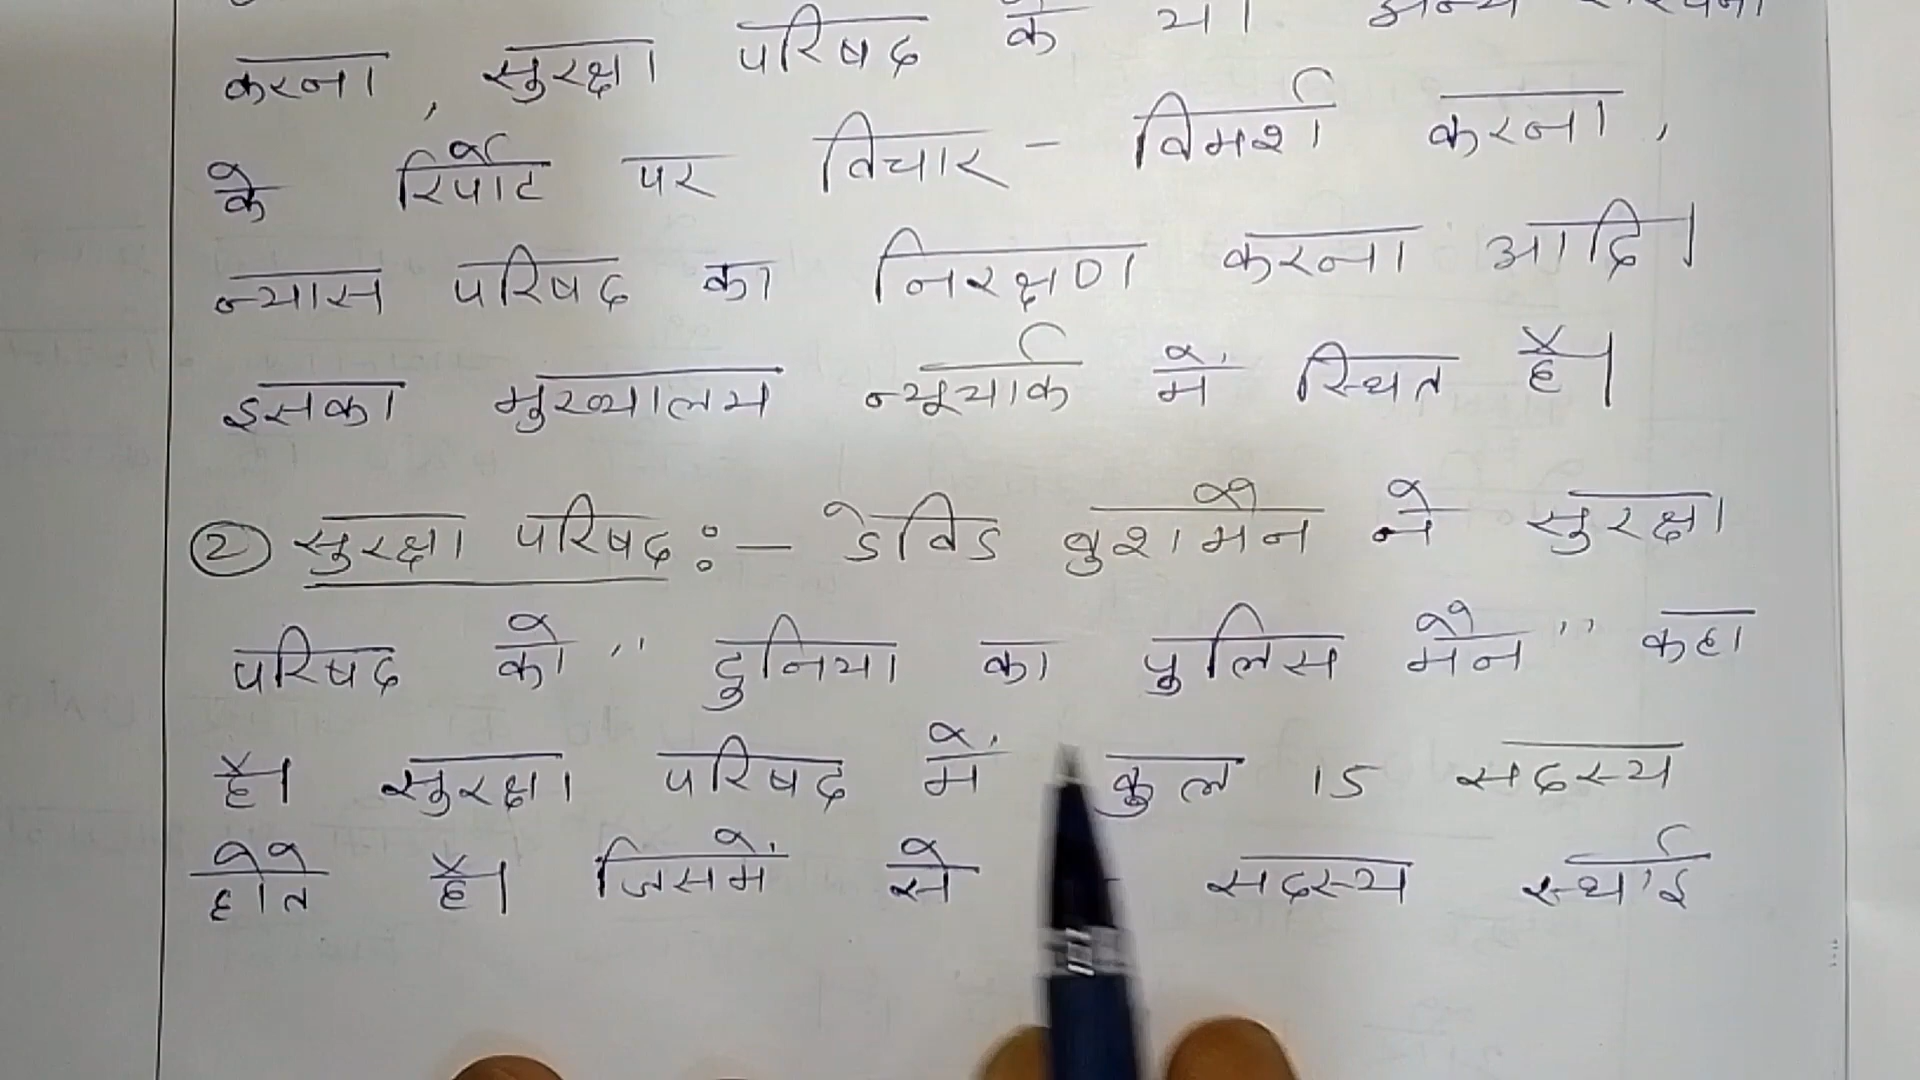 करना, सुरक्षा परिषद के या अन्य
के रिर्पोट पर विचार - विमर्श करना,
न्यास परिषद का निरक्षण करना आदि।
इसका मुख्यालय न्यूयार्क में स्थित है।
② सुरक्षा परिषद :- डेविड वुशमैन ने सुरक्षा
परिषद को " दुनिया का पुलिस मैन " कहा
है। सुरक्षा परिषद में कुल 15 सदस्य
होते है। जिसमें से सदस्य स्थाई